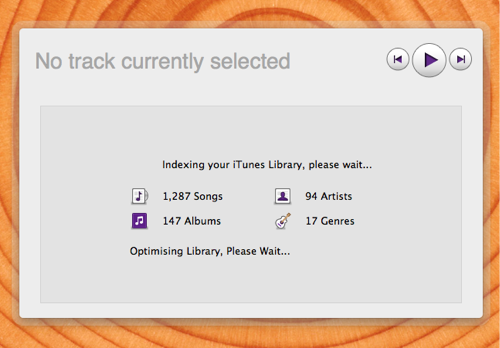 No track currently selected
Indexing your iTunes Library, please wait...
1,287 Songs
94 Artists
147 Albums
17 Genres
Optimising Library, Please Wait...